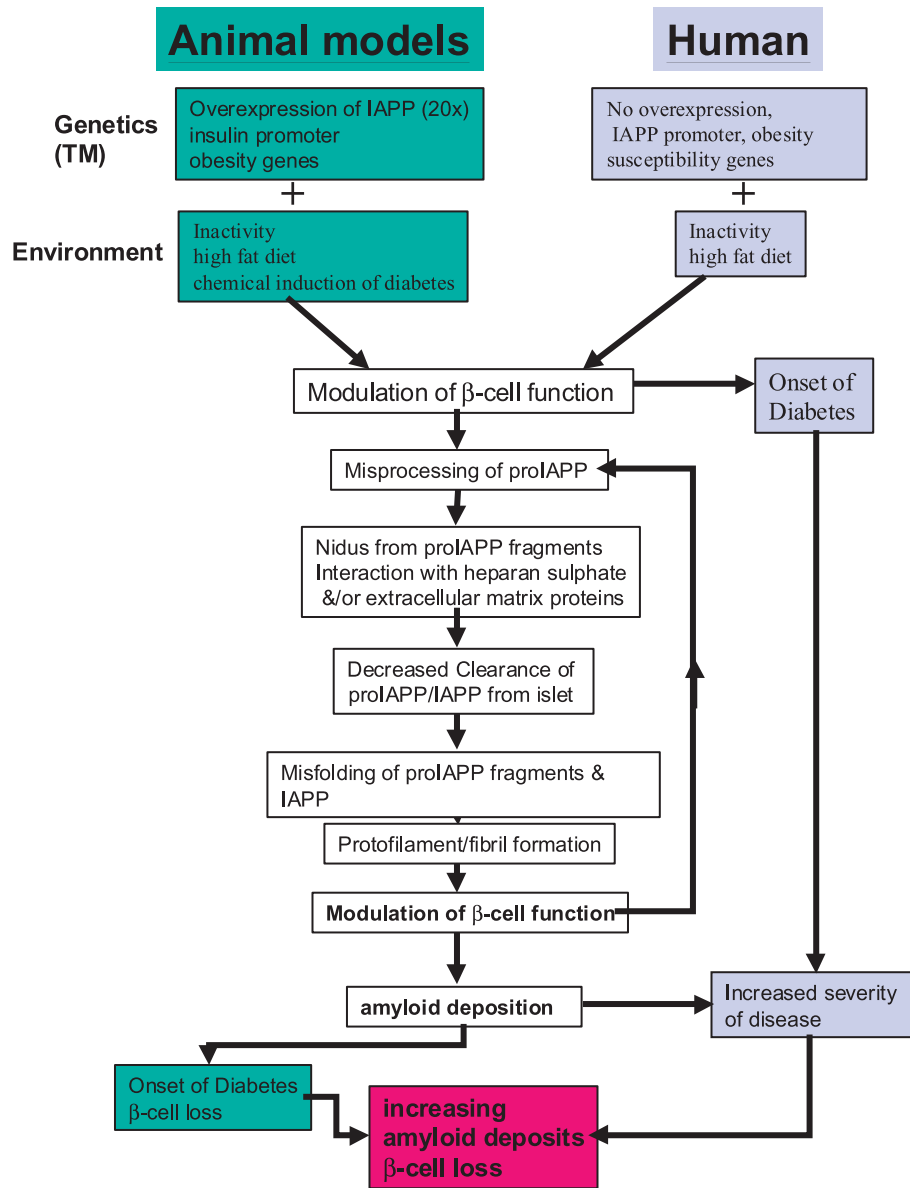 Animal models
Human
Genetics
(TM)
Overexpression of IAPP (20x)
insulin promoter
obesity genes
No overexpression,
IAPP promoter, obesity
susceptibility genes
+
+
Environment
Inactivity
high fat diet
chemical induction of diabetes
Inactivity
high fat diet
Modulation of β-cell function
Onset of
Diabetes
Misprocessing of proIAPP
Nidus from proIAPP fragments
Interaction with heparan sulphate
&/or extracellular matrix proteins
Decreased Clearance of
proIAPP/IAPP from islet
Misfolding of proIAPP fragments &
IAPP
Protofilament/fibril formation
Modulation of β-cell function
amyloid deposition
Increased severity
of disease
Onset of Diabetes
β-cell loss
increasing
amyloid deposits
β-cell loss